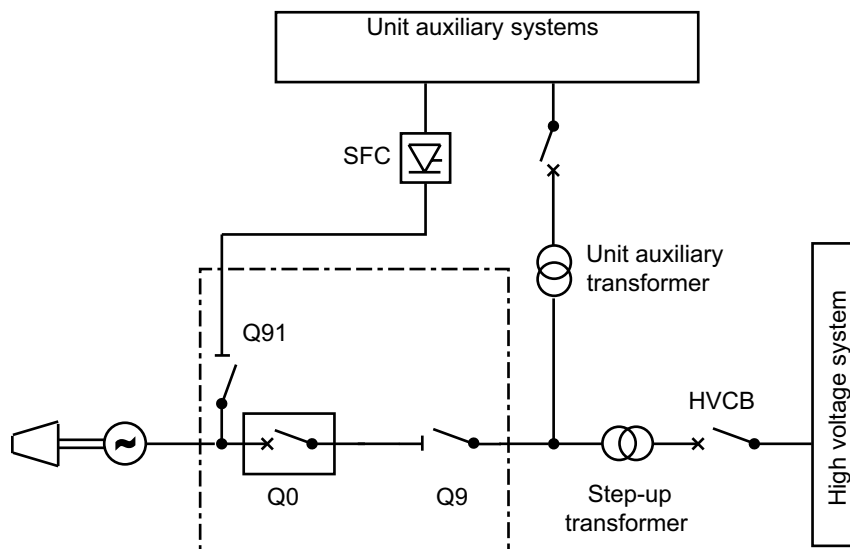 Unit auxiliary systems
SFC
Unit auxiliary
transformer
Q91
HVCB
High voltage system
Q0
Q9
Step-up
transformer